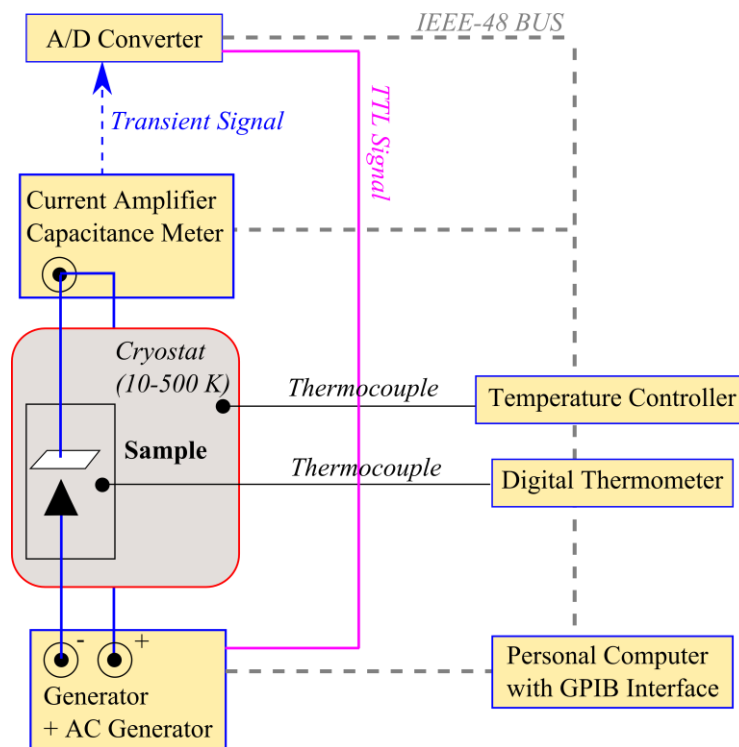 IEEE-48 BUS
A/D Converter
Transient Signal
TTL Signal
Current Amplifier
Capacitance Meter
Cryostat
(10-500 K)
Thermocouple
Temperature Controller
Sample
Thermocouple
Digital Thermometer
- +
Generator
+ AC Generator
Personal Computer
with GPIB Interface